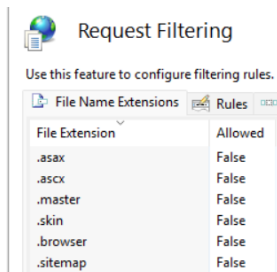 Request Filtering
Use this feature to configure filtering rules.
File Name Extensions Rules
File Extension Allowed
.asax False
.ascx False
.master False
.skin False
.browser False
.sitemap False